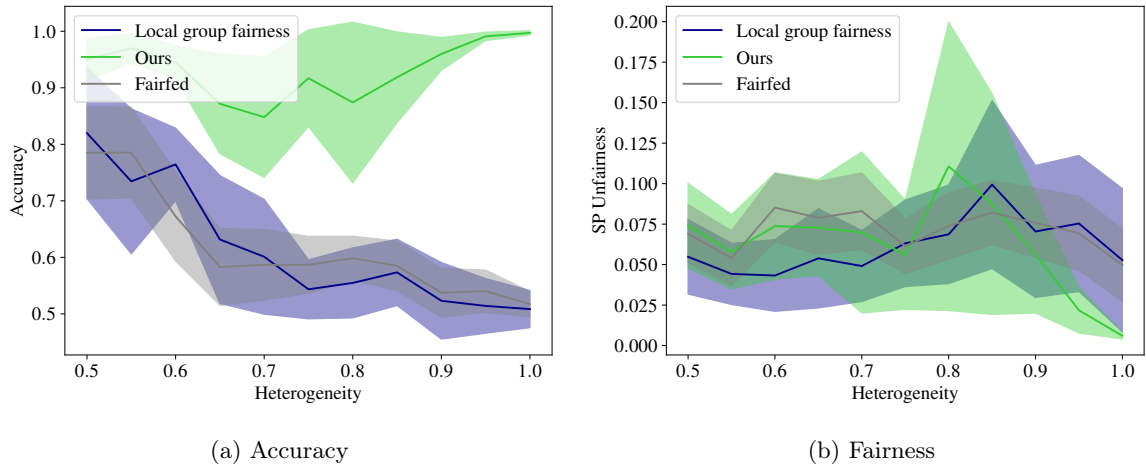 1.0
0.9
0.8
0.7
0.6
0.5
Accuracy
Local group fairness
Ours
Fairfed
0.5 0.6 0.7 0.8 0.9 1.0
Heterogeneity
(a) Accuracy
0.200
0.175
0.150
0.125
0.100
0.075
0.050
0.025
0.000
SP Unfairness
Local group fairness
Ours
Fairfed
0.5 0.6 0.7 0.8 0.9 1.0
Heterogeneity
(b) Fairness